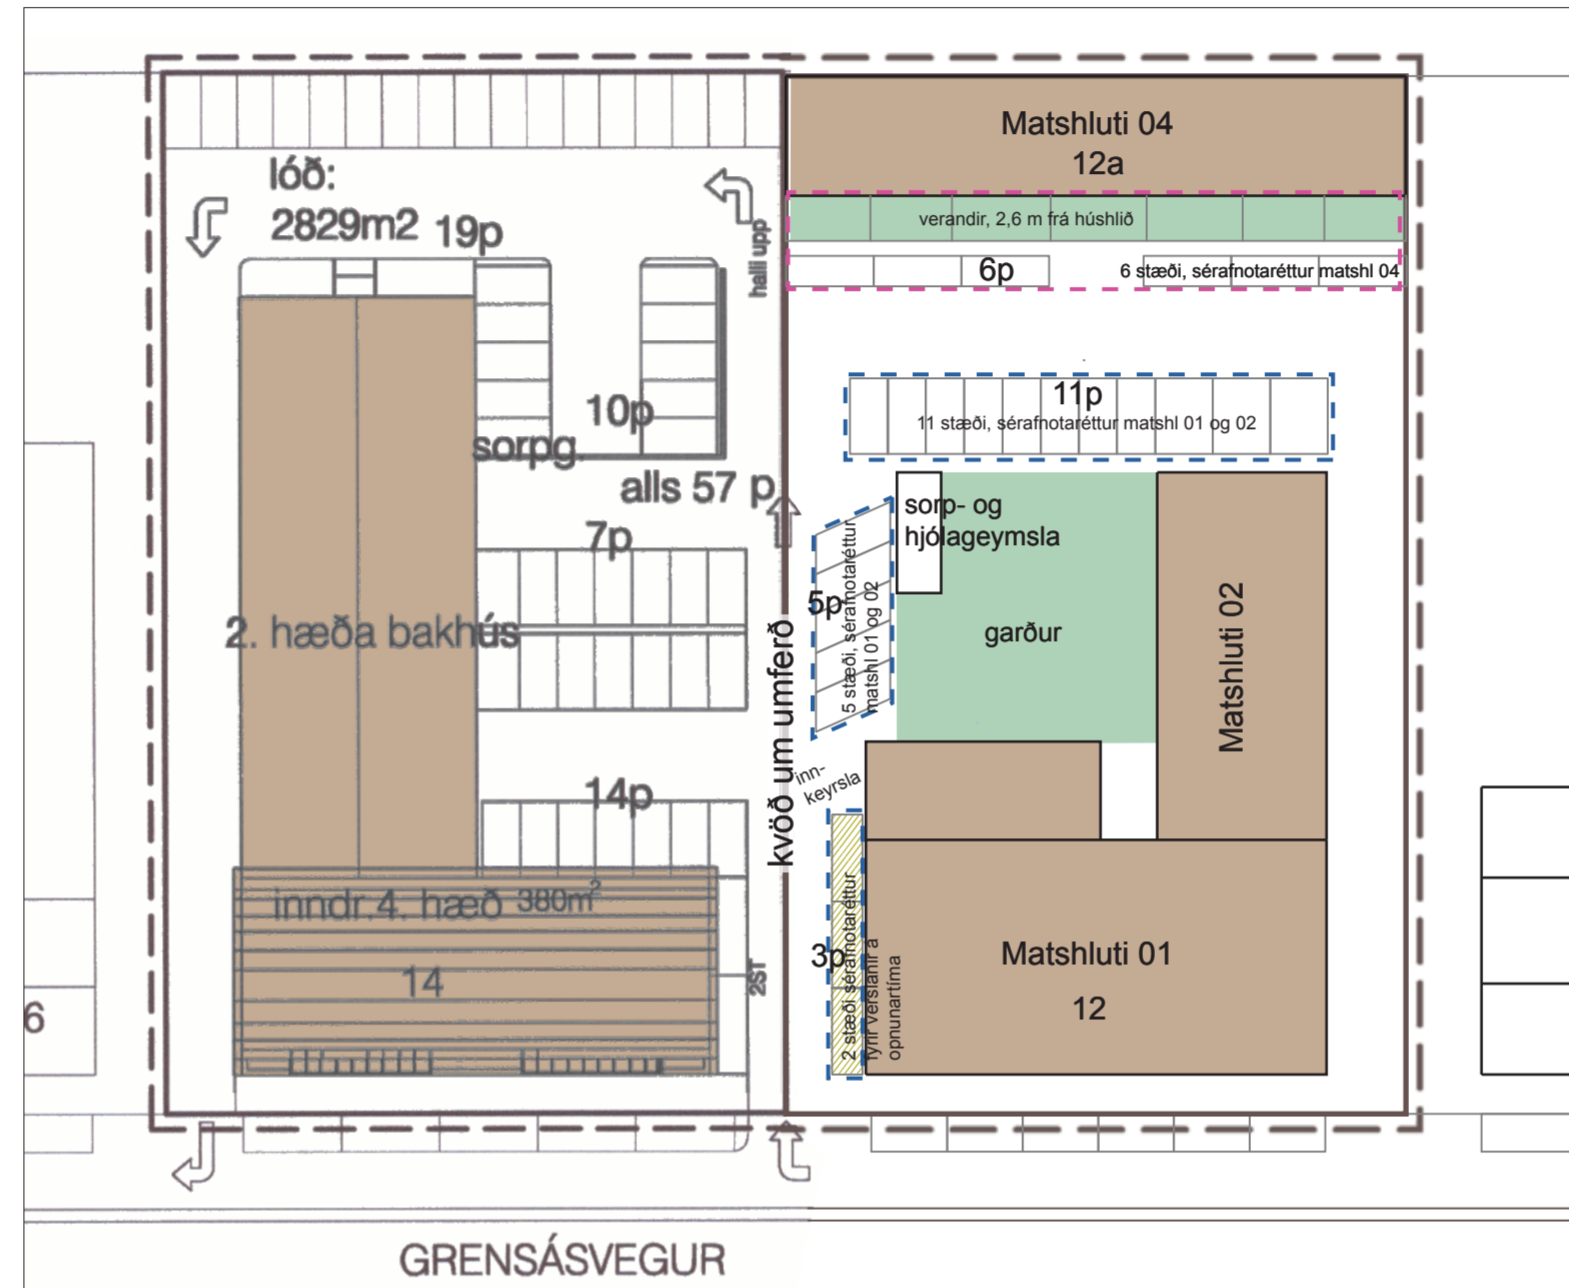 lóð:
2829m2
19p
halli upp
10p
sorpg.
alls 57 p
7p
2. hæða bakhús
14p
inndr.4. hæð 380m²
14
2ST
6
kvöð um umferð
Matshluti 04
12a
verandir, 2,6 m frá húshlið
6p
6 stæði, sérafnotaréttur matshl 04
11p
11 stæði, sérafnotaréttur matshl 01 og 02
sorp- og
hjólageymsla
5p
5 stæði, sérafnotaréttur
matshl 01 og 02
garður
Matshluti 02
inn-
keyrsla
3p
2 stæði sérafnotaréttur
fyrir verslanir á
opnunartíma
Matshluti 01
12
GRENSÁSVEGUR